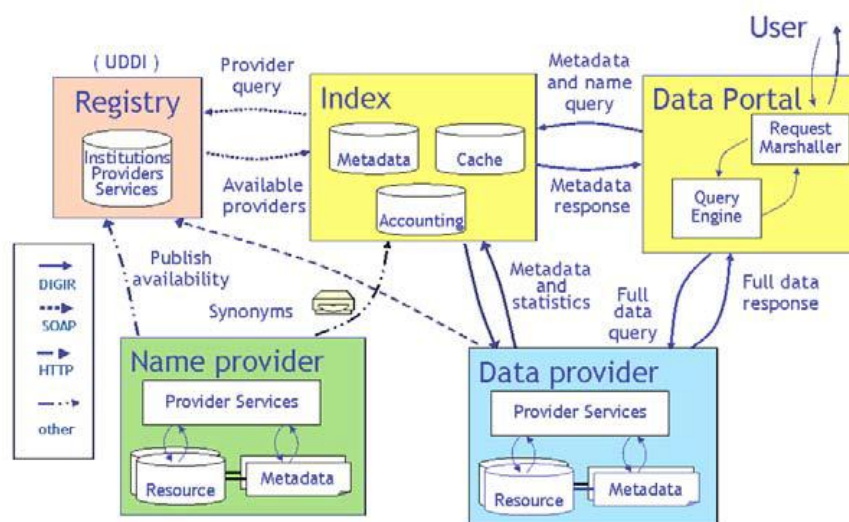 User
( UDDI )
Registry
Institutions
Providers
Services
Provider
query
Available
providers
Index
Metadata
Cache
Accounting
Metadata
and name
query
Metadata
response
Data Portal
Request
Marshaller
Query
Engine
DIGIR
SOAP
HTTP
other
Publish
availability
Synonyms
Metadata
and
statistics
Full data
query
Full data
response
Name provider
Provider Services
Resource
Metadata
Data provider
Provider Services
Resource
Metadata